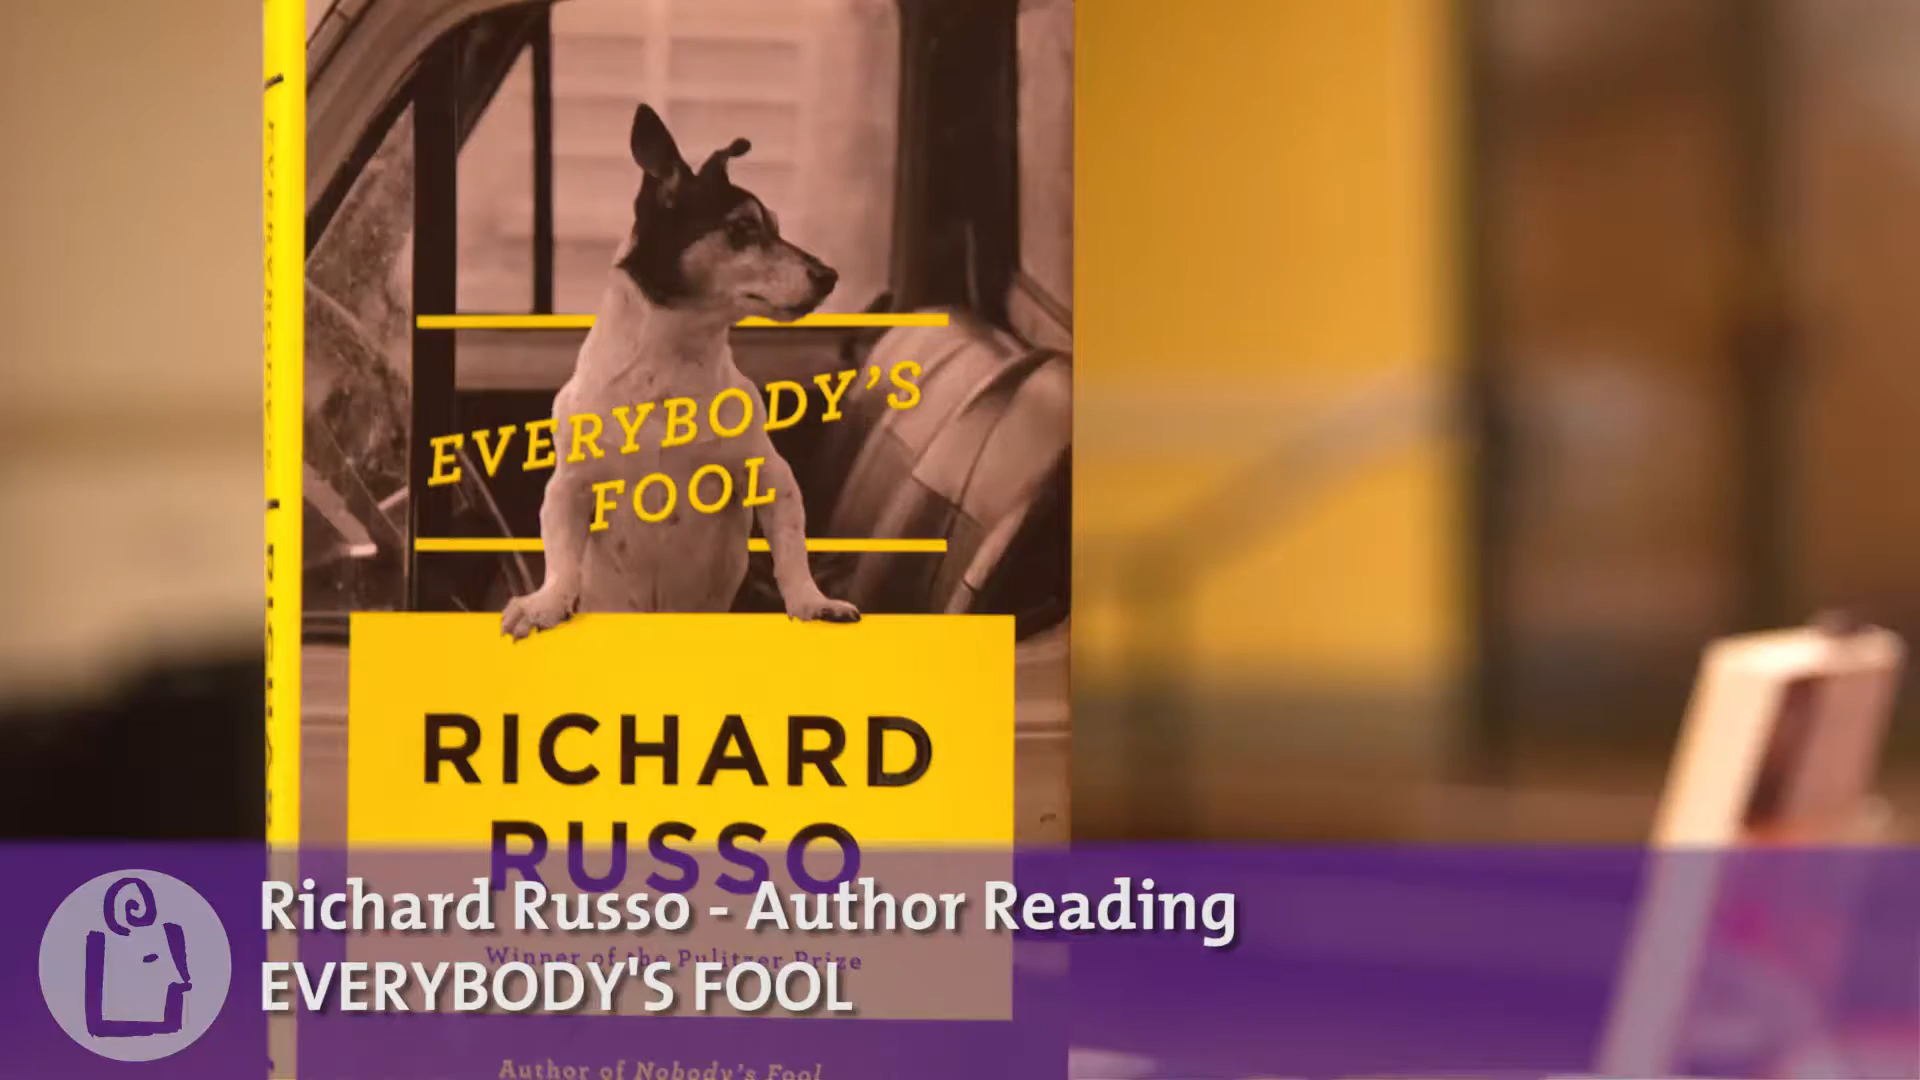 EVERYBODY'S
FOOL
RICHARD
RUSSO
Winner of the Pulitzer Prize
Author of Nobody's Fool
Richard Russo - Author Reading
EVERYBODY'S FOOL